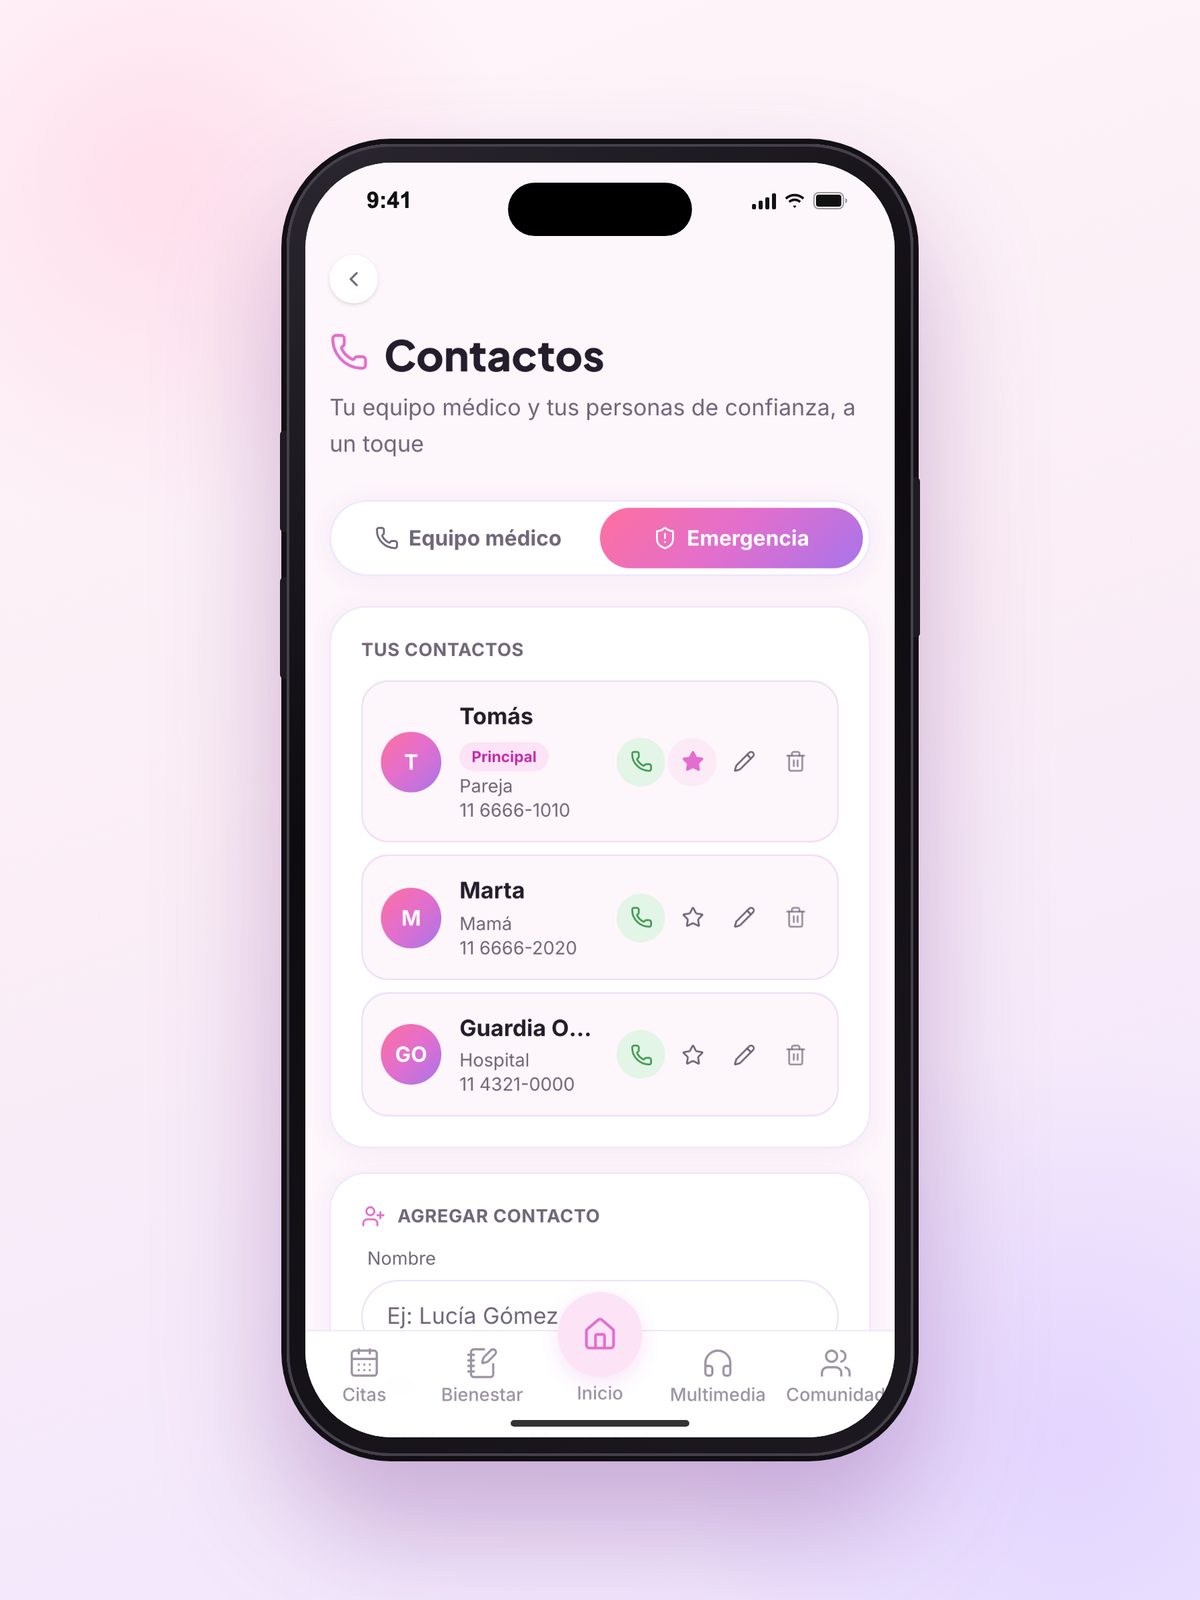 9:41
Contactos
Tu equipo médico y tus personas de confianza, a
un toque
Equipo médico
Emergencia
TUS CONTACTOS
T
Tomás
Principal
Pareja
11 6666-1010
M
Marta
Mamá
11 6666-2020
GO
Guardia O...
Hospital
11 4321-0000
AGREGAR CONTACTO
Nombre
Ej: Lucía Gómez
Citas
Bienestar
Inicio
Multimedia
Comunidad